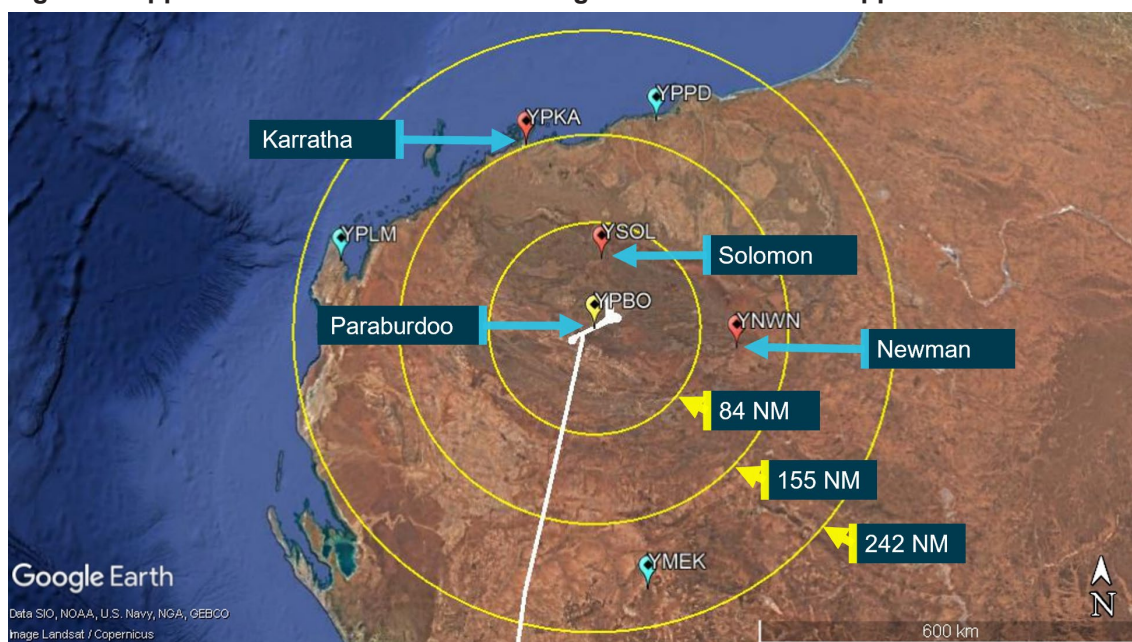 YPPD
YPKA
Karratha
YPLM
YSOL
Solomon
YPBO
Paraburdoo
YNWN
Newman
84 NM
155 NM
242 NM
YMEK
Google Earth
Data SIO, NOAA, U.S. Navy, NGA, GEBCO
Image Landsat / Copernicus
N
600 km